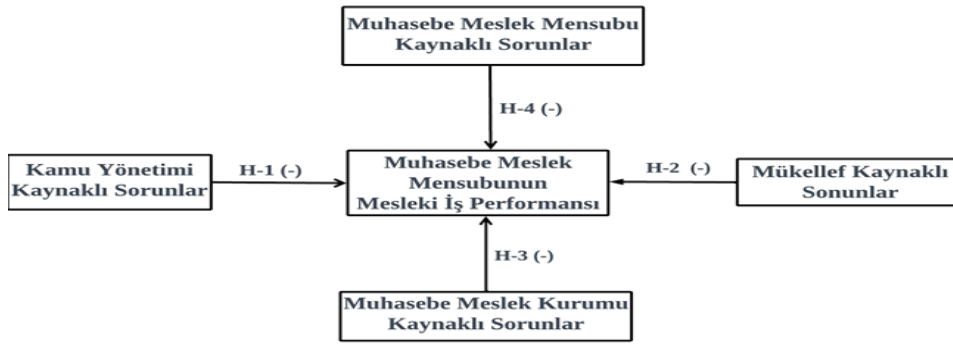 Muhasebe Meslek Mensubu
Kaynaklı Sorunlar
H-4 (-)
Kamu Yönetimi
Kaynaklı Sorunlar
H-1 (-)
Muhasebe Meslek
Mensubunun
Mesleki İş Performansı
H-2 (-)
Mükellef Kaynaklı
Sonunlar
H-3 (-)
Muhasebe Meslek Kurumu
Kaynaklı Sorunlar